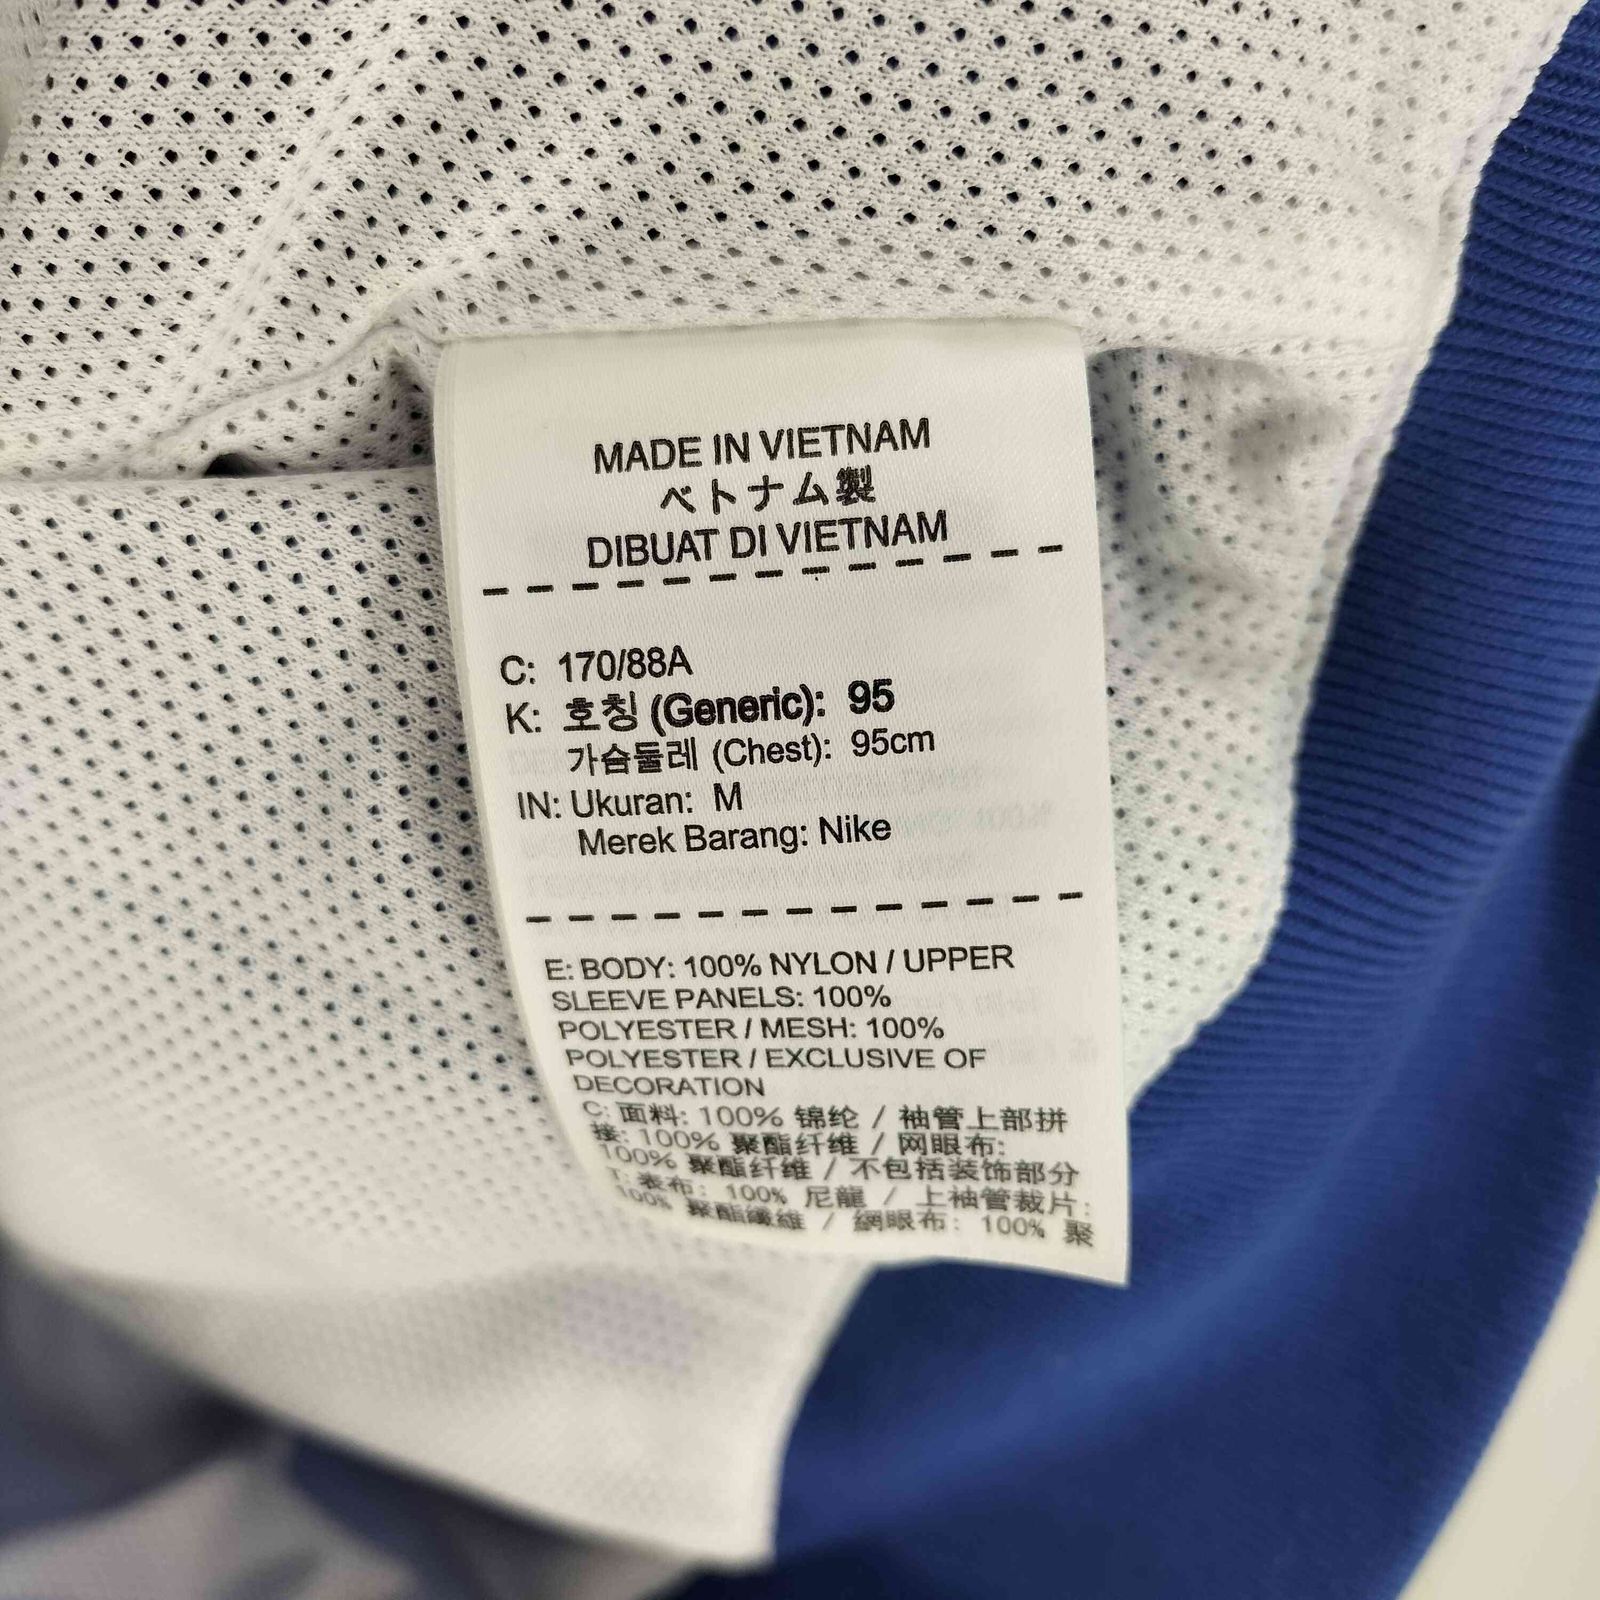 MADE IN VIETNAM
ベトナム製
DIBUAT DI VIETNAM
C: 170/88A
K: 호칭 (Generic): 95
가슴둘레 (Chest): 95cm
IN: Ukuran: M
Merek Barang: Nike
E: BODY: 100% NYLON / UPPER
SLEEVE PANELS: 100%
POLYESTER / MESH: 100%
POLYESTER / EXCLUSIVE OF
DECORATION
C: 面料: 100% 锦纶 / 袖管上部拼
接: 100% 聚酯纤维 / 网眼布:
100% 聚酯纤维 / 不包括装饰部分
T: 表布: 100% 尼龍 / 上袖管裁片:
100% 聚酯纖維 / 網眼布: 100% 聚